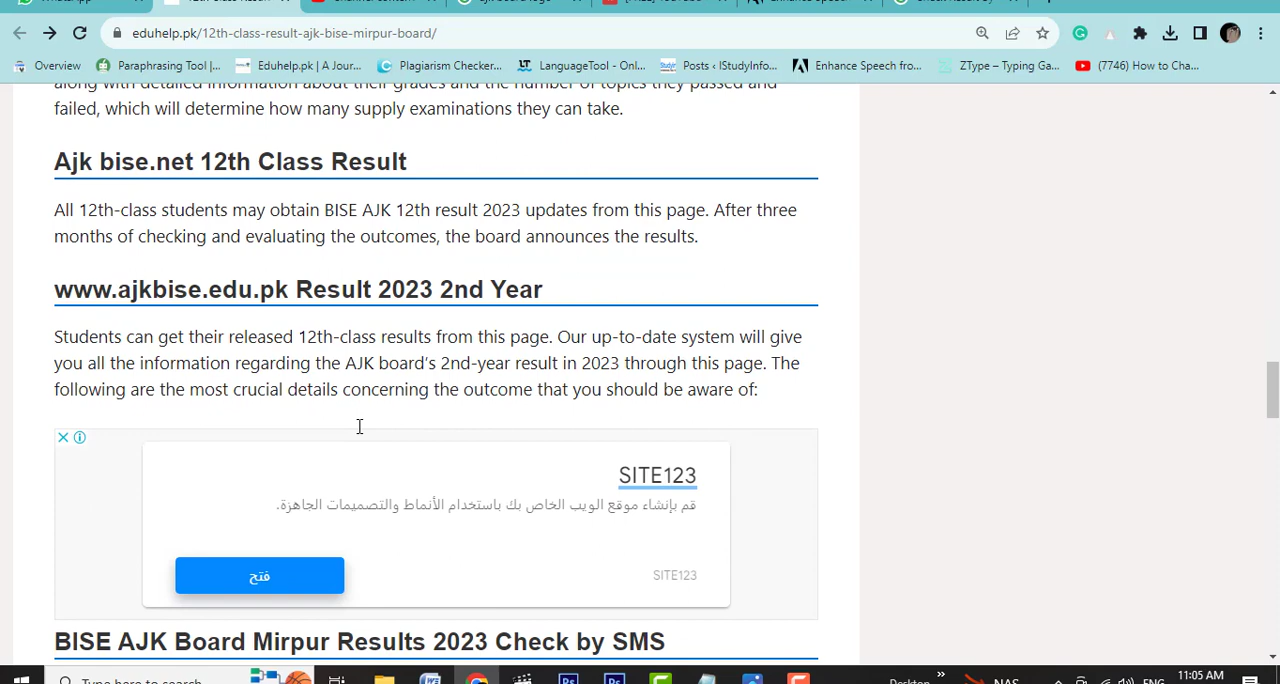 eduhelp.pk/12th-class-result-ajk-bise-mirpur-board/
Overview Paraphrasing Tool |... Eduhelp.pk | A Jour... Plagiarism Checker... LanguageTool - Onl... Posts ‹ IStudyInfo... Enhance Speech fro... ZType – Typing Ga... (7746) How to Cha...
along with detailed information about their grades and the number of topics they passed and
failed, which will determine how many supply examinations they can take.
Ajk bise.net 12th Class Result
All 12th-class students may obtain BISE AJK 12th result 2023 updates from this page. After three
months of checking and evaluating the outcomes, the board announces the results.
www.ajkbise.edu.pk Result 2023 2nd Year
Students can get their released 12th-class results from this page. Our up-to-date system will give
you all the information regarding the AJK board’s 2nd-year result in 2023 through this page. The
following are the most crucial details concerning the outcome that you should be aware of:
SITE123
قم بإنشاء موقع الويب الخاص بك باستخدام الأنماط والتصميمات الجاهزة.
فتح
SITE123
BISE AJK Board Mirpur Results 2023 Check by SMS
Type here to search
Desktop
NAS
ENG
11:05 AM